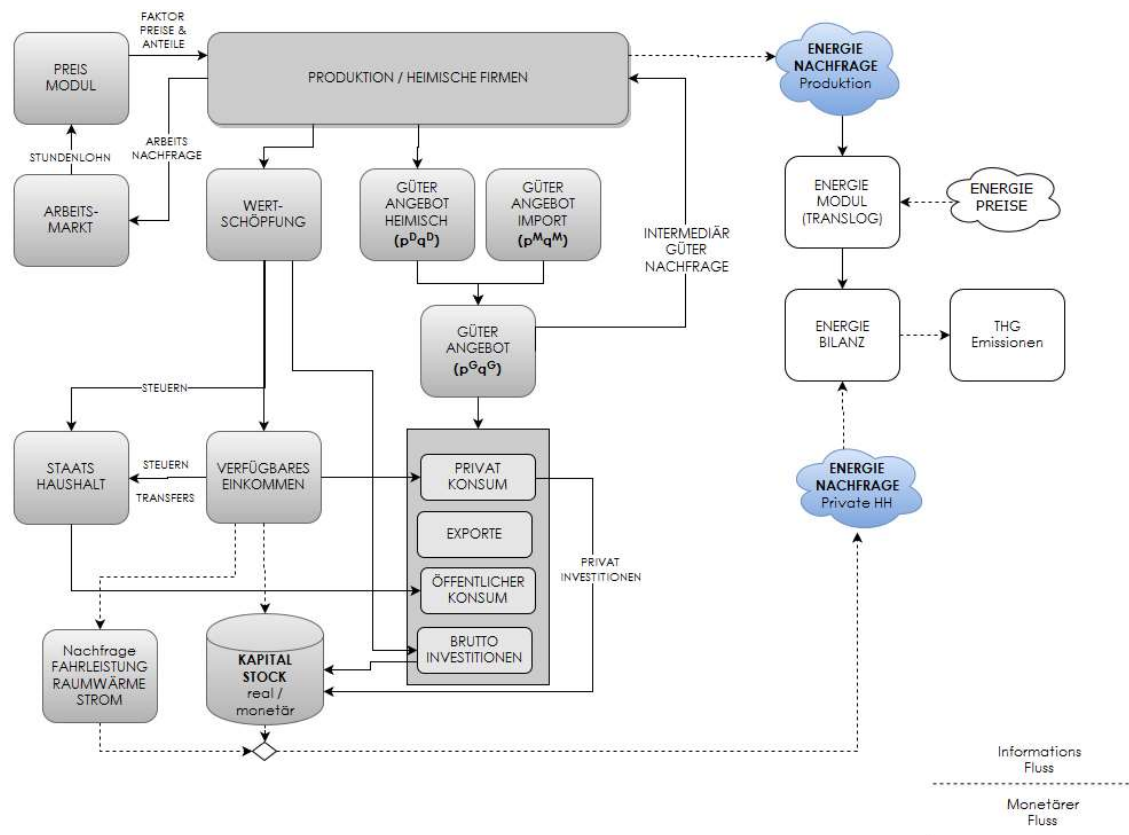 FAKTOR
PREISE &
ANTEILE
PREIS
MODUL
PRODUKTION / HEIMISCHE FIRMEN
ENERGIE
NACHFRAGE
Produktion
ARBEITS
NACHFRAGE
STUNDENLOHN
ARBEITS-
MARKT
WERT-
SCHÖPFUNG
GÜTER
ANGEBOT
HEIMISCH
(pᴰqᴰ)
GÜTER
ANGEBOT
IMPORT
(pᴹqᴹ)
INTERMEDIÄR
GÜTER
NACHFRAGE
ENERGIE
MODUL
(TRANSLOG)
ENERGIE
PREISE
GÜTER
ANGEBOT
(pᴳqᴳ)
ENERGIE
BILANZ
THG
Emissionen
STEUERN
STAATS
HAUSHALT
STEUERN
TRANSFERS
VERFÜGBARES
EINKOMMEN
PRIVAT
KONSUM
EXPORTE
ÖFFENTLICHER
KONSUM
BRUTTO
INVESTITIONEN
PRIVAT
INVESTITIONEN
ENERGIE
NACHFRAGE
Private HH
Nachfrage
FAHRLEISTUNG
RAUMWÄRME
STROM
KAPITAL
STOCK
real /
monetär
Informations
Fluss
Monetärer
Fluss